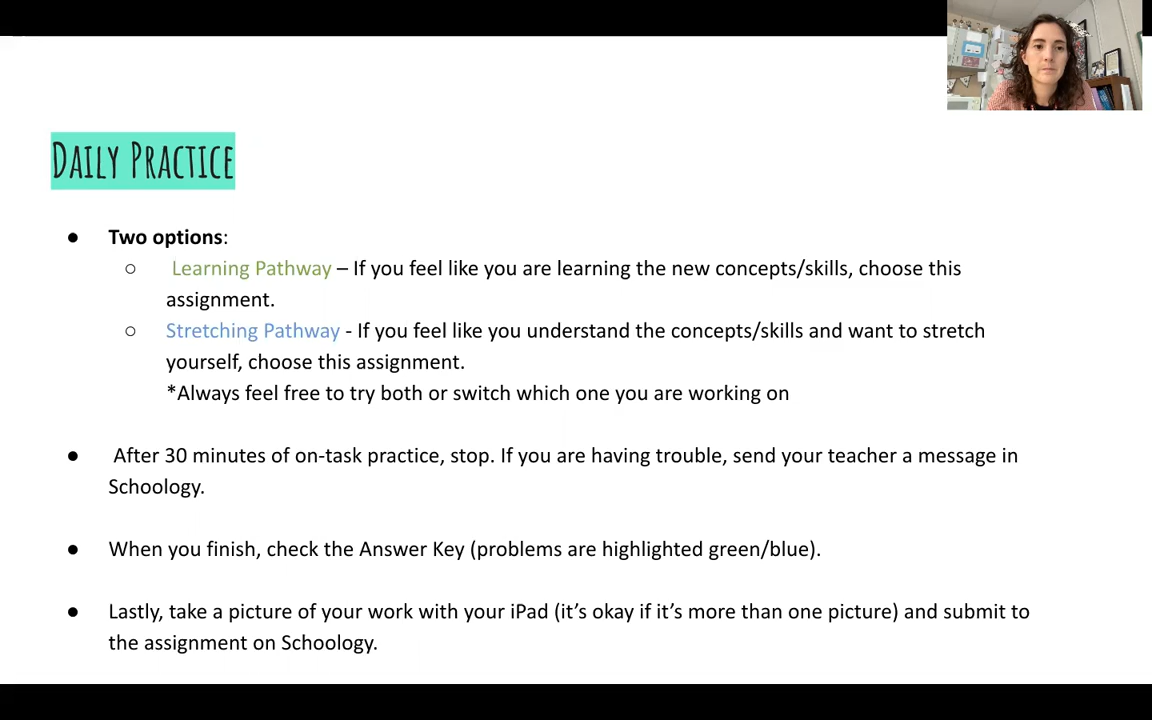 Daily Practice
● Two options:
○ Learning Pathway – If you feel like you are learning the new concepts/skills, choose this
assignment.
○ Stretching Pathway - If you feel like you understand the concepts/skills and want to stretch
yourself, choose this assignment.
*Always feel free to try both or switch which one you are working on
● After 30 minutes of on-task practice, stop. If you are having trouble, send your teacher a message in
Schoology.
● When you finish, check the Answer Key (problems are highlighted green/blue).
● Lastly, take a picture of your work with your iPad (it's okay if it's more than one picture) and submit to
the assignment on Schoology.